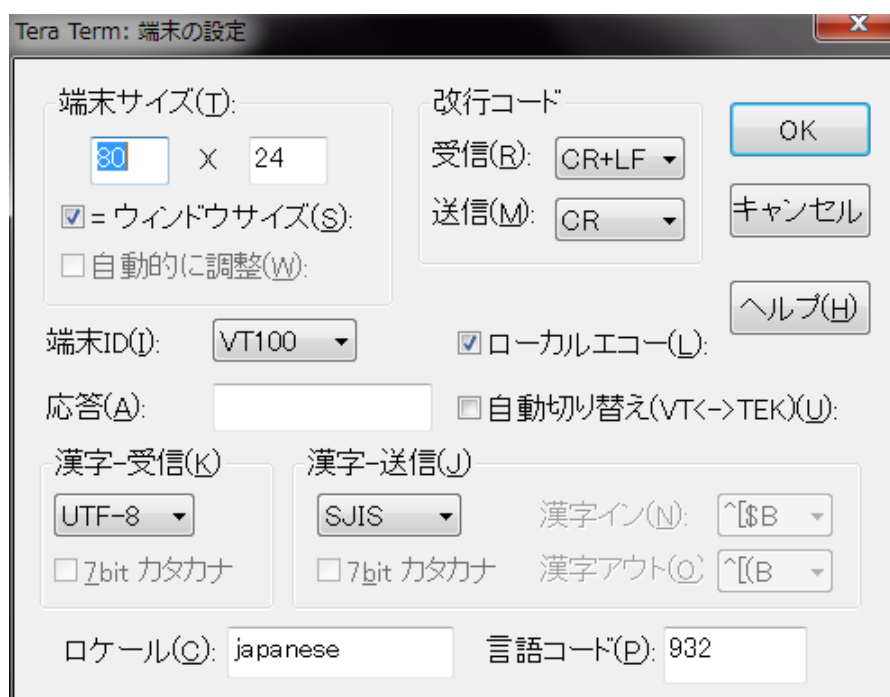 Tera Term: 端末の設定
端末サイズ(T):
80 X 24
= ウィンドウサイズ(S):
自動的に調整(W):
改行コード
受信(R): CR+LF
送信(M): CR
OK
キャンセル
ヘルプ(H)
端末ID(I): VT100
ローカルエコー(L):
応答(A):
自動切り替え(VT<->TEK)(U):
漢字-受信(K)
UTF-8
7bit カタカナ
漢字-送信(J)
SJIS
7bit カタカナ
漢字イン(N): ^[$B
漢字アウト(O) ^[(B
ロケール(C): japanese
言語コード(P): 932